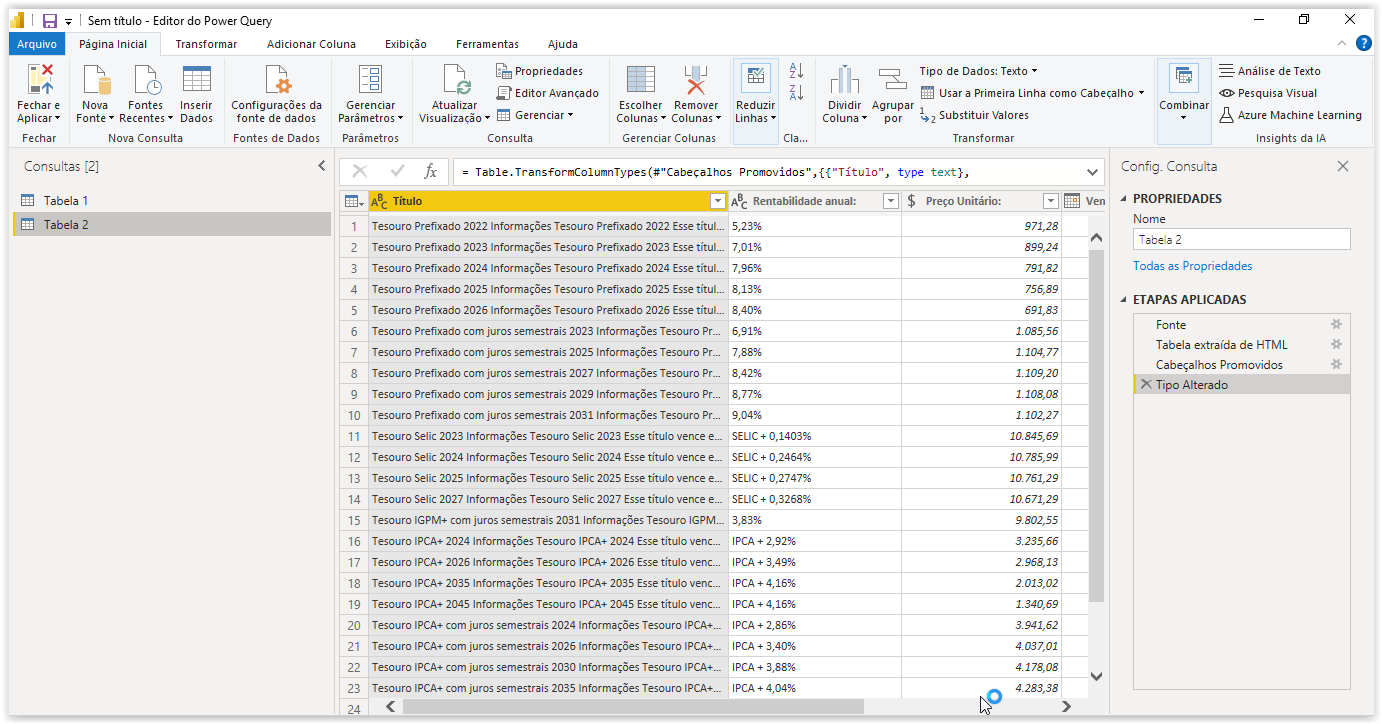 Sem título - Editor do Power Query
Arquivo Página Inicial Transformar Adicionar Coluna Exibição Ferramentas Ajuda
Fechar e Aplicar
Fechar
Nova Fonte
Fontes Recentes
Inserir Dados
Nova Consulta
Configurações da fonte de dados
Fontes de Dados
Gerenciar Parâmetros
Parâmetros
Atualizar Visualização
Propriedades
Editor Avançado
Gerenciar
Consulta
Escolher Colunas
Remover Colunas
Gerenciar Colunas
Reduzir Linhas
A
Z
Z
A
Cla...
Dividir Coluna
Agrupar por
Tipo de Dados: Texto
Usar a Primeira Linha como Cabeçalho
1
2 Substituir Valores
Transformar
Combinar
Análise de Texto
Pesquisa Visual
Azure Machine Learning
Insights da IA
?
Consultas [2]
Tabela 1
Tabela 2
fx
= Table.TransformColumnTypes(#"Cabeçalhos Promovidos",{{"Título", type text},
ABC Título ABC Rentabilidade anual: $ Preço Unitário: Ven
1 Tesouro Prefixado 2022 Informações Tesouro Prefixado 2022 Esse títul... 5,23% 971,28
2 Tesouro Prefixado 2023 Informações Tesouro Prefixado 2023 Esse títul... 7,01% 899,24
3 Tesouro Prefixado 2024 Informações Tesouro Prefixado 2024 Esse títul... 7,96% 791,82
4 Tesouro Prefixado 2025 Informações Tesouro Prefixado 2025 Esse títul... 8,13% 756,89
5 Tesouro Prefixado 2026 Informações Tesouro Prefixado 2026 Esse títul... 8,40% 691,83
6 Tesouro Prefixado com juros semestrais 2023 Informações Tesouro Pr... 6,91% 1.085,56
7 Tesouro Prefixado com juros semestrais 2025 Informações Tesouro Pr... 7,88% 1.104,77
8 Tesouro Prefixado com juros semestrais 2027 Informações Tesouro Pr... 8,42% 1.109,20
9 Tesouro Prefixado com juros semestrais 2029 Informações Tesouro Pr... 8,77% 1.108,08
10 Tesouro Prefixado com juros semestrais 2031 Informações Tesouro Pr... 9,04% 1.102,27
11 Tesouro Selic 2023 Informações Tesouro Selic 2023 Esse título vence e... SELIC + 0,1403% 10.845,69
12 Tesouro Selic 2024 Informações Tesouro Selic 2024 Esse título vence e... SELIC + 0,2464% 10.785,99
13 Tesouro Selic 2025 Informações Tesouro Selic 2025 Esse título vence e... SELIC + 0,2747% 10.761,29
14 Tesouro Selic 2027 Informações Tesouro Selic 2027 Esse título vence e... SELIC + 0,3268% 10.671,29
15 Tesouro IGPM+ com juros semestrais 2031 Informações Tesouro IGPM... 3,83% 9.802,55
16 Tesouro IPCA+ 2024 Informações Tesouro IPCA+ 2024 Esse título venc... IPCA + 2,92% 3.235,66
17 Tesouro IPCA+ 2026 Informações Tesouro IPCA+ 2026 Esse título venc... IPCA + 3,49% 2.968,13
18 Tesouro IPCA+ 2035 Informações Tesouro IPCA+ 2035 Esse título venc... IPCA + 4,16% 2.013,02
19 Tesouro IPCA+ 2045 Informações Tesouro IPCA+ 2045 Esse título venc... IPCA + 4,16% 1.340,69
20 Tesouro IPCA+ com juros semestrais 2024 Informações Tesouro IPCA+... IPCA + 2,86% 3.941,62
21 Tesouro IPCA+ com juros semestrais 2026 Informações Tesouro IPCA+... IPCA + 3,40% 4.037,01
22 Tesouro IPCA+ com juros semestrais 2030 Informações Tesouro IPCA+... IPCA + 3,88% 4.178,08
23 Tesouro IPCA+ com juros semestrais 2035 Informações Tesouro IPCA+... IPCA + 4,04% 4.283,38
24
Config. Consulta
PROPRIEDADES
Nome
Tabela 2
Todas as Propriedades
ETAPAS APLICADAS
Fonte
Tabela extraída de HTML
Cabeçalhos Promovidos
Tipo Alterado